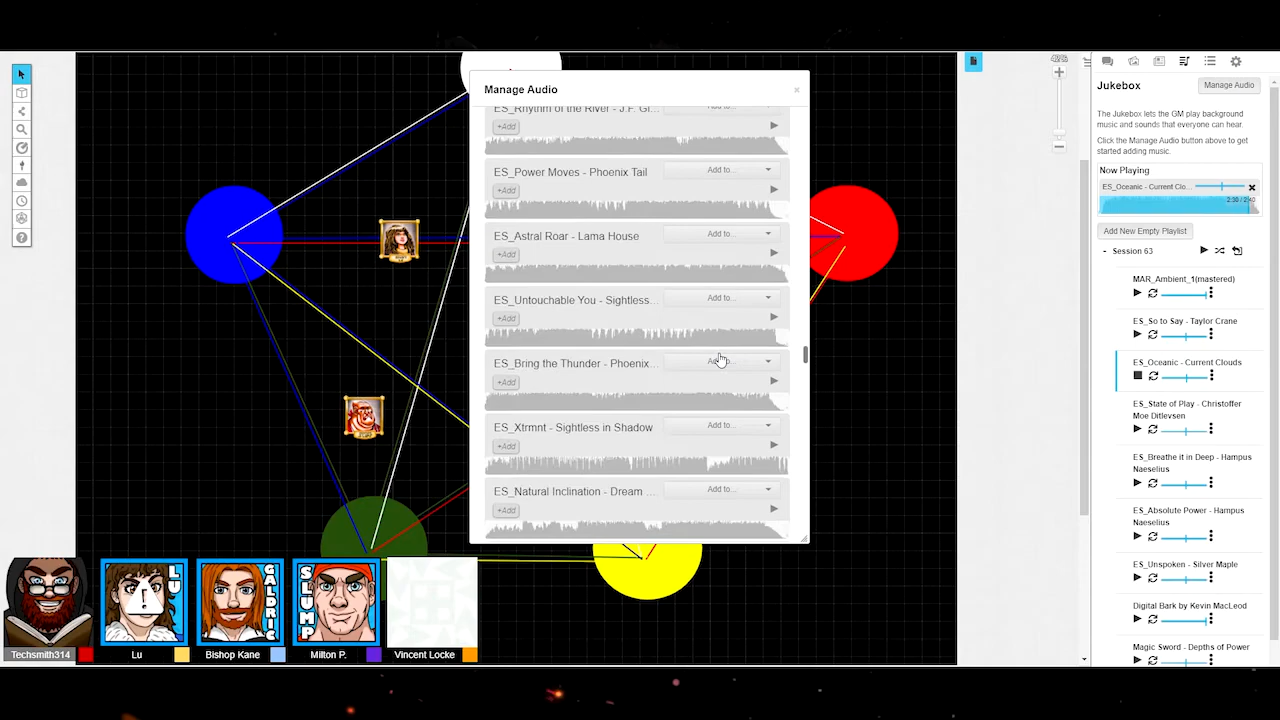 Manage Audio
×
ES_Rhythm of the River - J.F. Gl...
+Add
ES_Power Moves - Phoenix Tail
Add to...
+Add
ES_Astral Roar - Lama House
Add to...
+Add
ES_Untouchable You - Sightless...
Add to...
+Add
ES_Bring the Thunder - Phoenix...
+Add
ES_Xtrmnt - Sightless in Shadow
Add to...
+Add
ES_Natural Inclination - Dream ...
Add to...
+Add
Jukebox
Manage Audio
The Jukebox lets the GM play background
music and sounds that everyone can hear.
Click the Manage Audio button above to get
started adding music.
Now Playing
ES_Oceanic - Current Clo...
2:30 / 2:40
Add New Empty Playlist
- Session 63
MAR_Ambient_1(mastered)
ES_So to Say - Taylor Crane
ES_Oceanic - Current Clouds
ES_State of Play - Christoffer
Moe Ditlevsen
ES_Breathe it in Deep - Hampus
Naeselius
ES_Absolute Power - Hampus
Naeselius
ES_Unspoken - Silver Maple
Digital Bark by Kevin MacLeod
Magic Sword - Depths of Power
LU
GALDRIC
SLUMP
Techsmith314
Lu
Bishop Kane
Milton P.
Vincent Locke